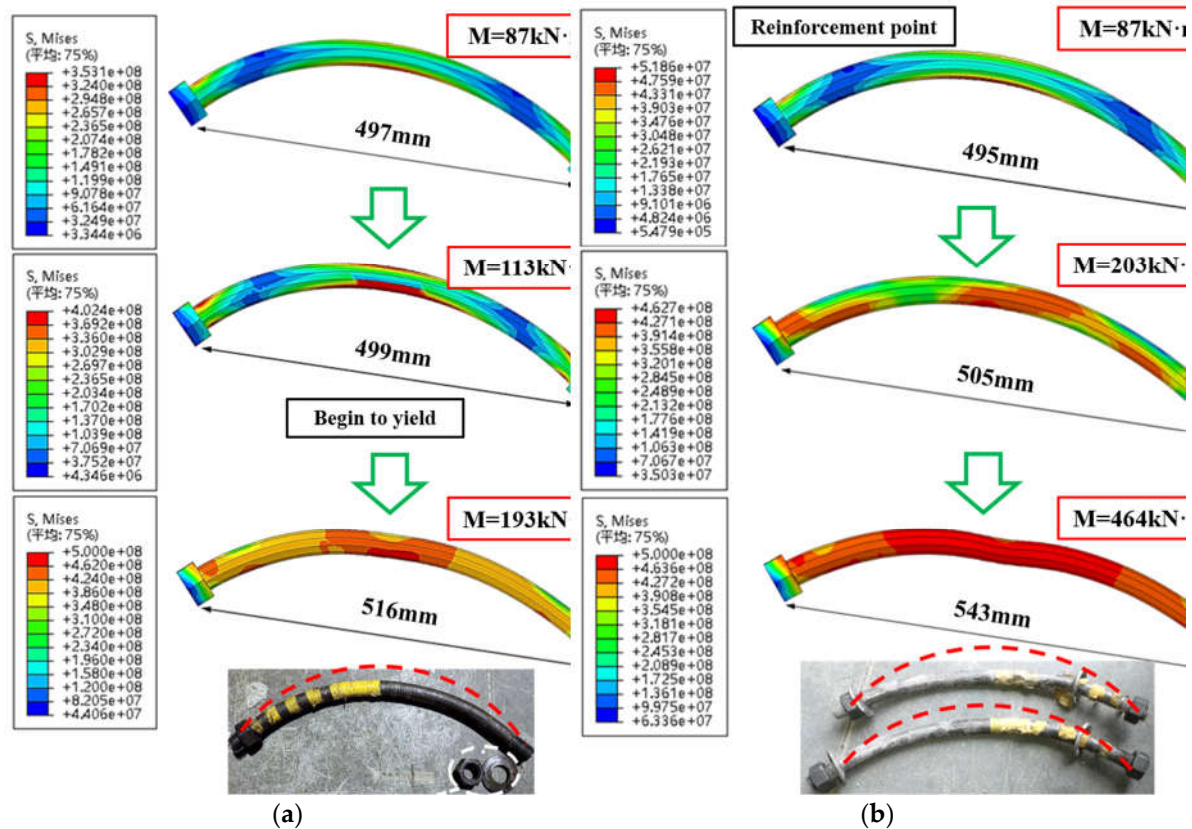 S, Mises
(平均: 75%)
+3.531e+08
+3.240e+08
+2.948e+08
+2.657e+08
+2.365e+08
+2.074e+08
+1.782e+08
+1.491e+08
+1.199e+08
+9.078e+07
+6.164e+07
+3.249e+07
+3.344e+06
M=87kN·
497mm
S, Mises
(平均: 75%)
+4.024e+08
+3.692e+08
+3.360e+08
+3.029e+08
+2.697e+08
+2.365e+08
+2.034e+08
+1.702e+08
+1.370e+08
+1.039e+08
+7.069e+07
+3.752e+07
+4.346e+06
M=113kN·
499mm
Begin to yield
S, Mises
(平均: 75%)
+5.000e+08
+4.620e+08
+4.240e+08
+3.860e+08
+3.480e+08
+3.100e+08
+2.720e+08
+2.340e+08
+1.960e+08
+1.580e+08
+1.200e+08
+8.205e+07
+4.406e+07
M=193kN
516mm
(a)
Reinforcement point
S, Mises
(平均: 75%)
+5.186e+07
+4.759e+07
+4.331e+07
+3.903e+07
+3.476e+07
+3.048e+07
+2.621e+07
+2.193e+07
+1.765e+07
+1.338e+07
+9.101e+06
+4.824e+06
+5.479e+05
M=87kN·
495mm
S, Mises
(平均: 75%)
+4.627e+08
+4.271e+08
+3.914e+08
+3.558e+08
+3.201e+08
+2.845e+08
+2.489e+08
+2.132e+08
+1.776e+08
+1.419e+08
+1.063e+08
+7.067e+07
+3.503e+07
M=203kN·
505mm
S, Mises
(平均: 75%)
+5.000e+08
+4.636e+08
+4.272e+08
+3.908e+08
+3.545e+08
+3.181e+08
+2.817e+08
+2.453e+08
+2.089e+08
+1.725e+08
+1.361e+08
+9.975e+07
+6.336e+07
M=464kN·
543mm
(b)